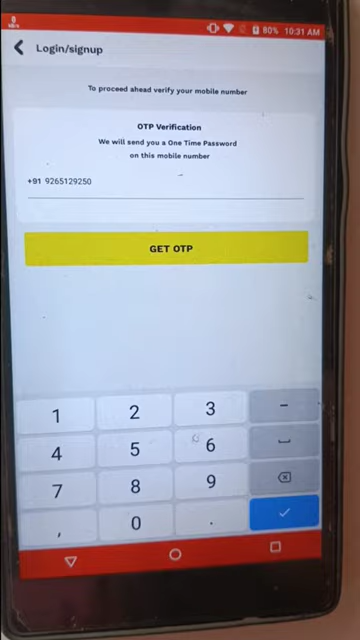 80% 10:31 AM
Login/signup
To proceed ahead verify your mobile number
OTP Verification
We will send you a One Time Password
on this mobile number
+91 9265129250
GET OTP
1 2 3 -
4 5 6
7 8 9
, 0 .